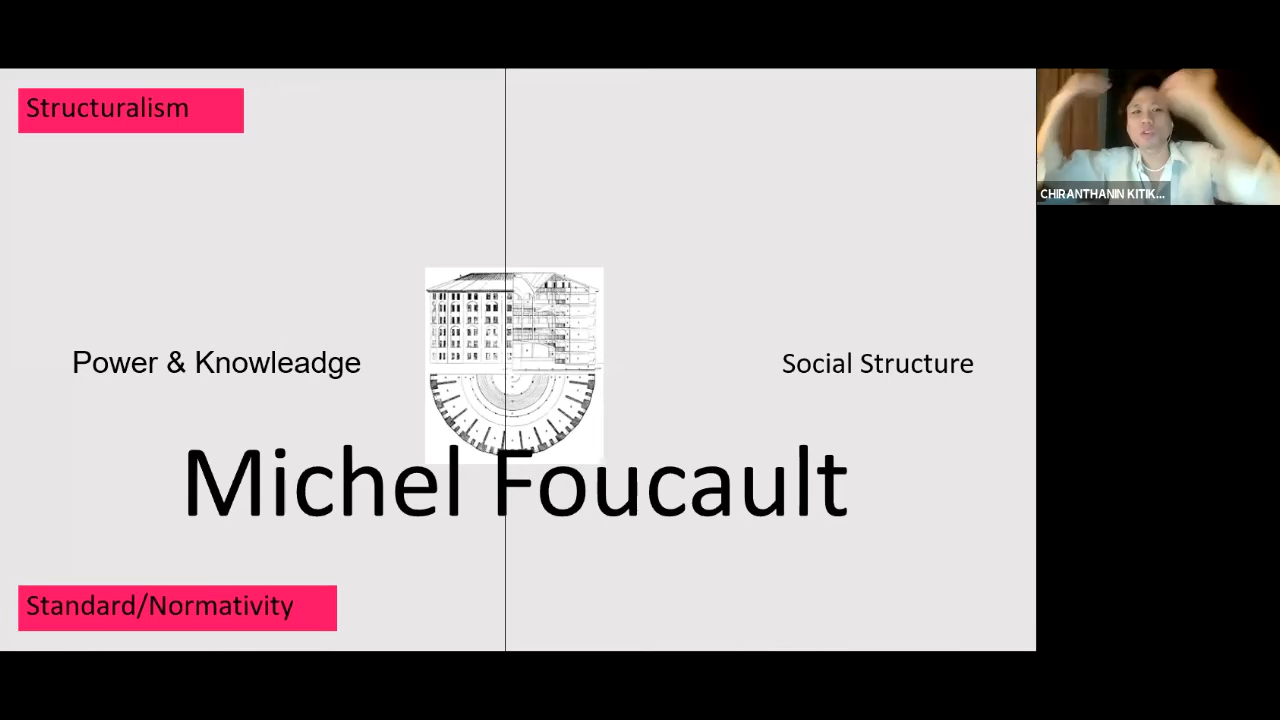 Structuralism
CHIRANTHANIN KITIK...
Power & Knowleadge
Social Structure
Michel Foucault
Standard/Normativity